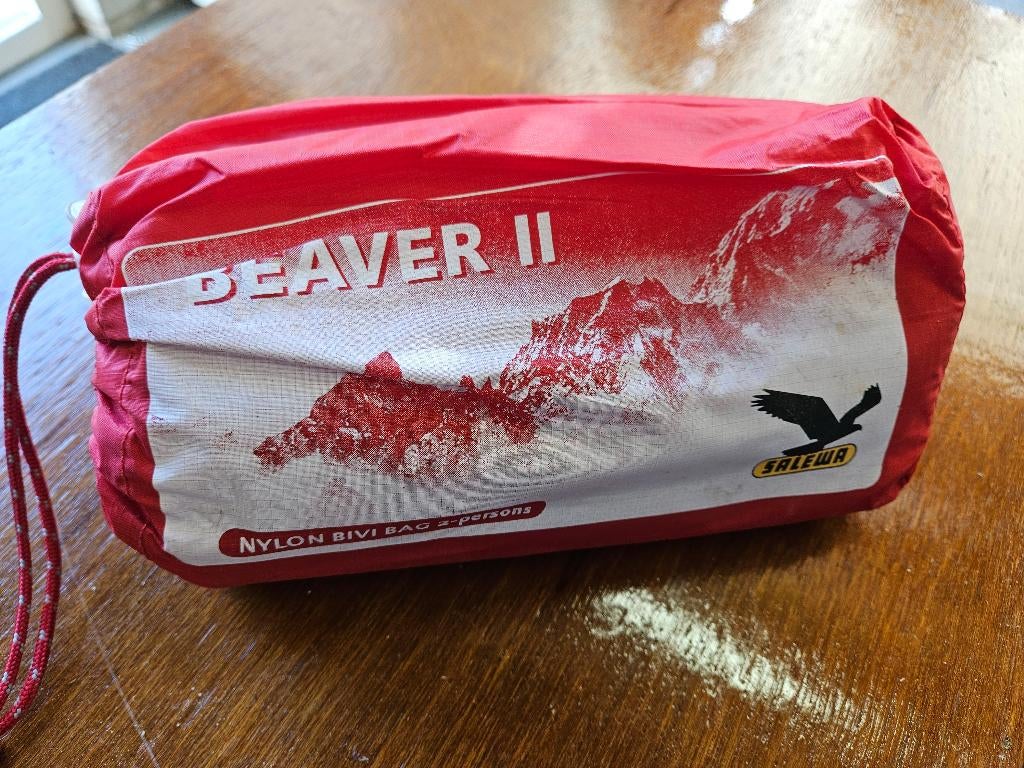 BEAVER II
SALEWA
NYLON BIVI BAG 2-persons